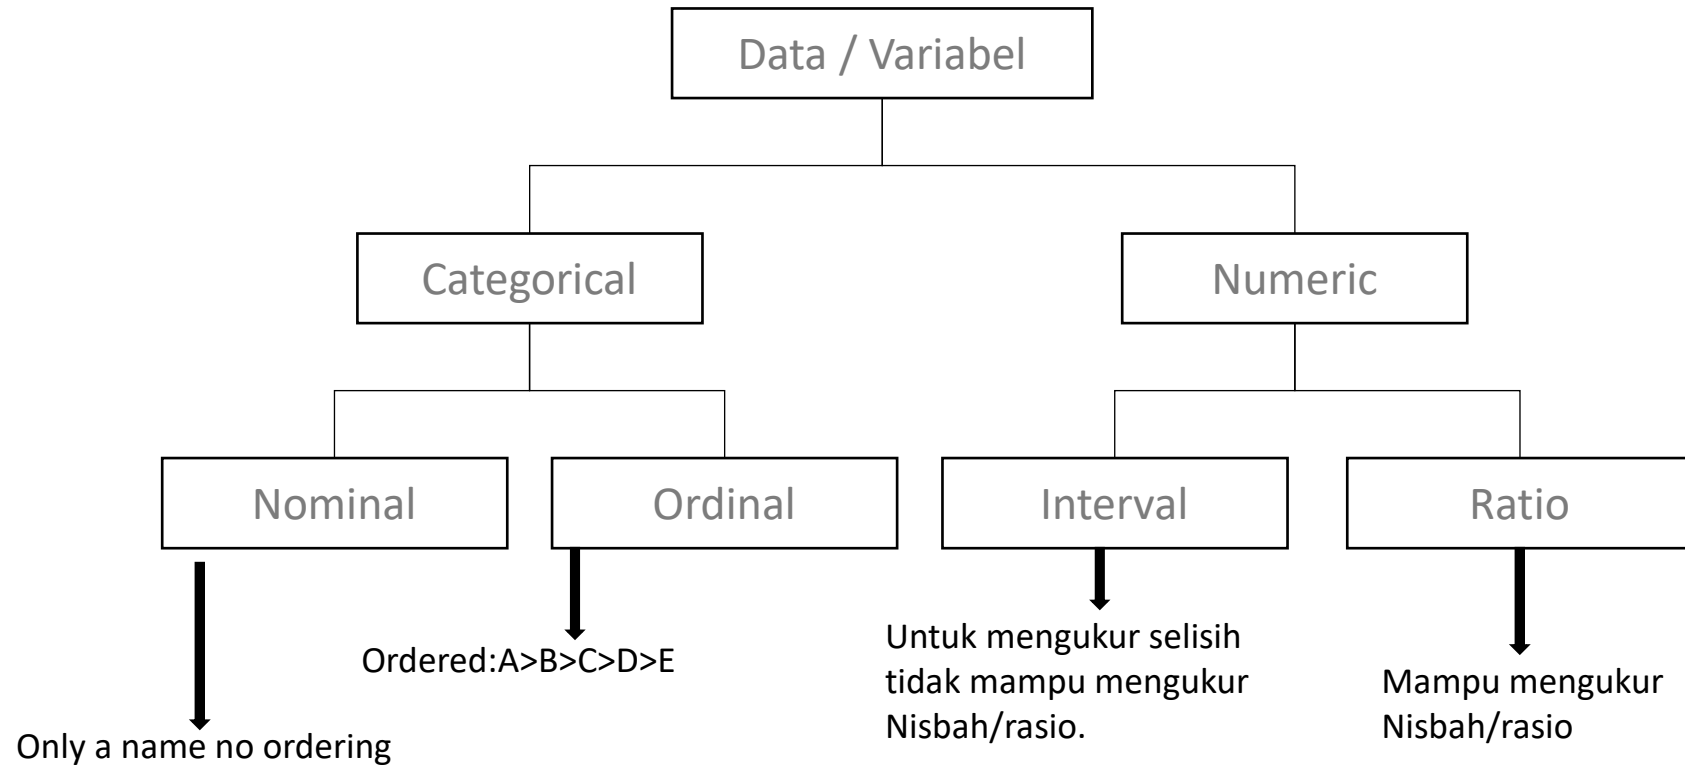 Data / Variabel
Categorical
Numeric
Nominal
Ordinal
Interval
Ratio
Only a name no ordering
Ordered:A>B>C>D>E
Untuk mengukur selisih
tidak mampu mengukur
Nisbah/rasio.
Mampu mengukur
Nisbah/rasio